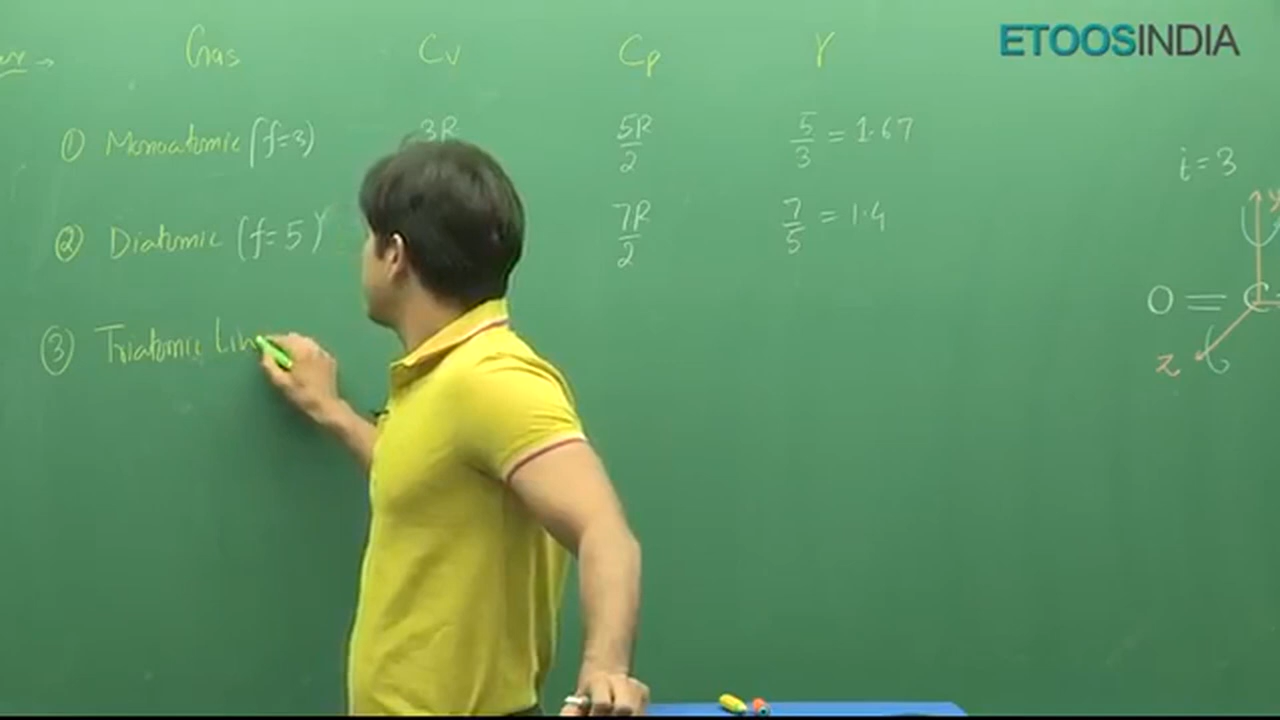 ETOOSINDIA
Gas Cv Cp γ
① Monoatomic (f=3) 3R 5R/2 5/3 = 1.67
② Diatomic (f=5) 7R/2 7/5 = 1.4
③ Triatomic Lin
i=3
y
O = C
z